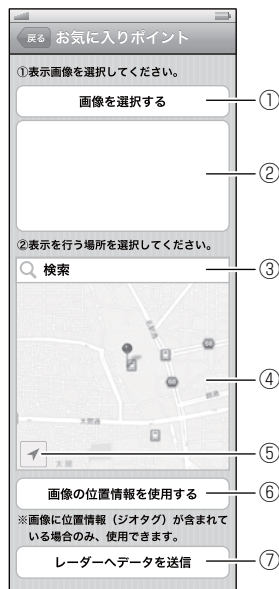 戻る お気に入りポイント
①表示画像を選択してください。
画像を選択する
①
②
②表示を行う場所を選択してください。
検索
③
④
⑤
画像の位置情報を使用する
⑥
※画像に位置情報（ジオタグ）が含まれて
いる場合のみ、使用できます。
レーダーへデータを送信
⑦